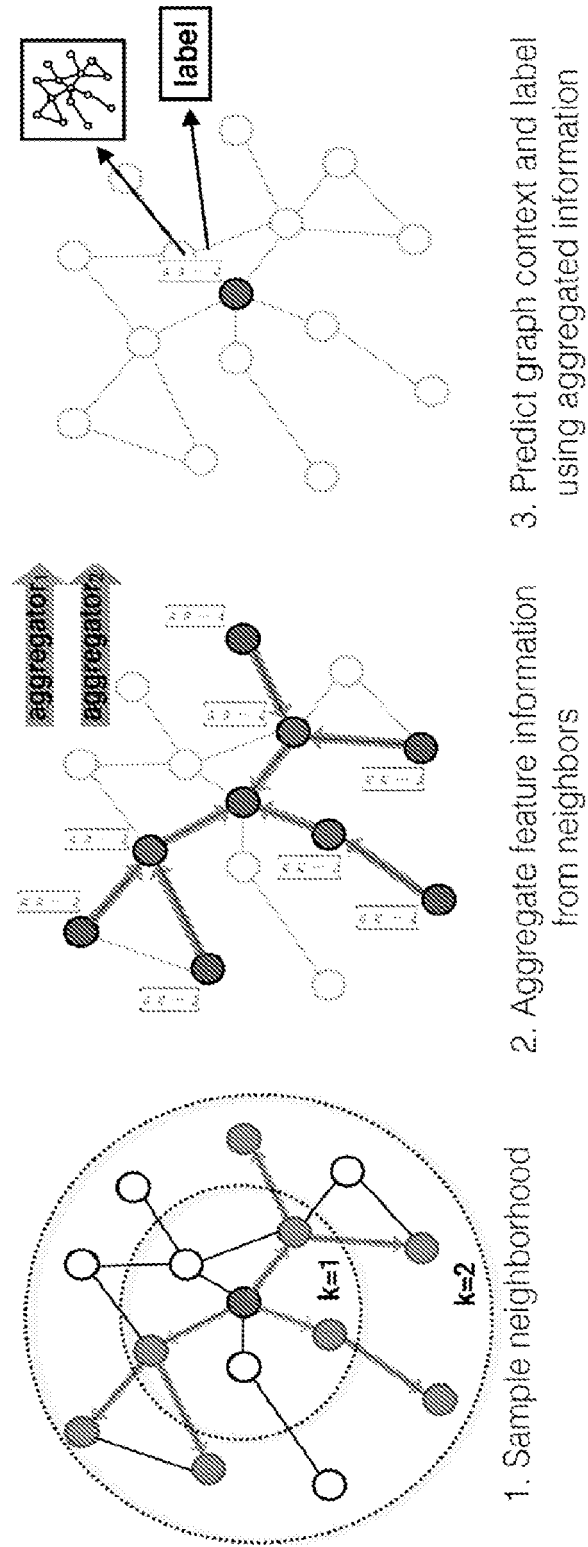 k=1
k=2
1. Sample neighborhood
aggregator₁
aggregator₂
2. Aggregate feature information
from neighbors
label
3. Predict graph context and label
using aggregated information